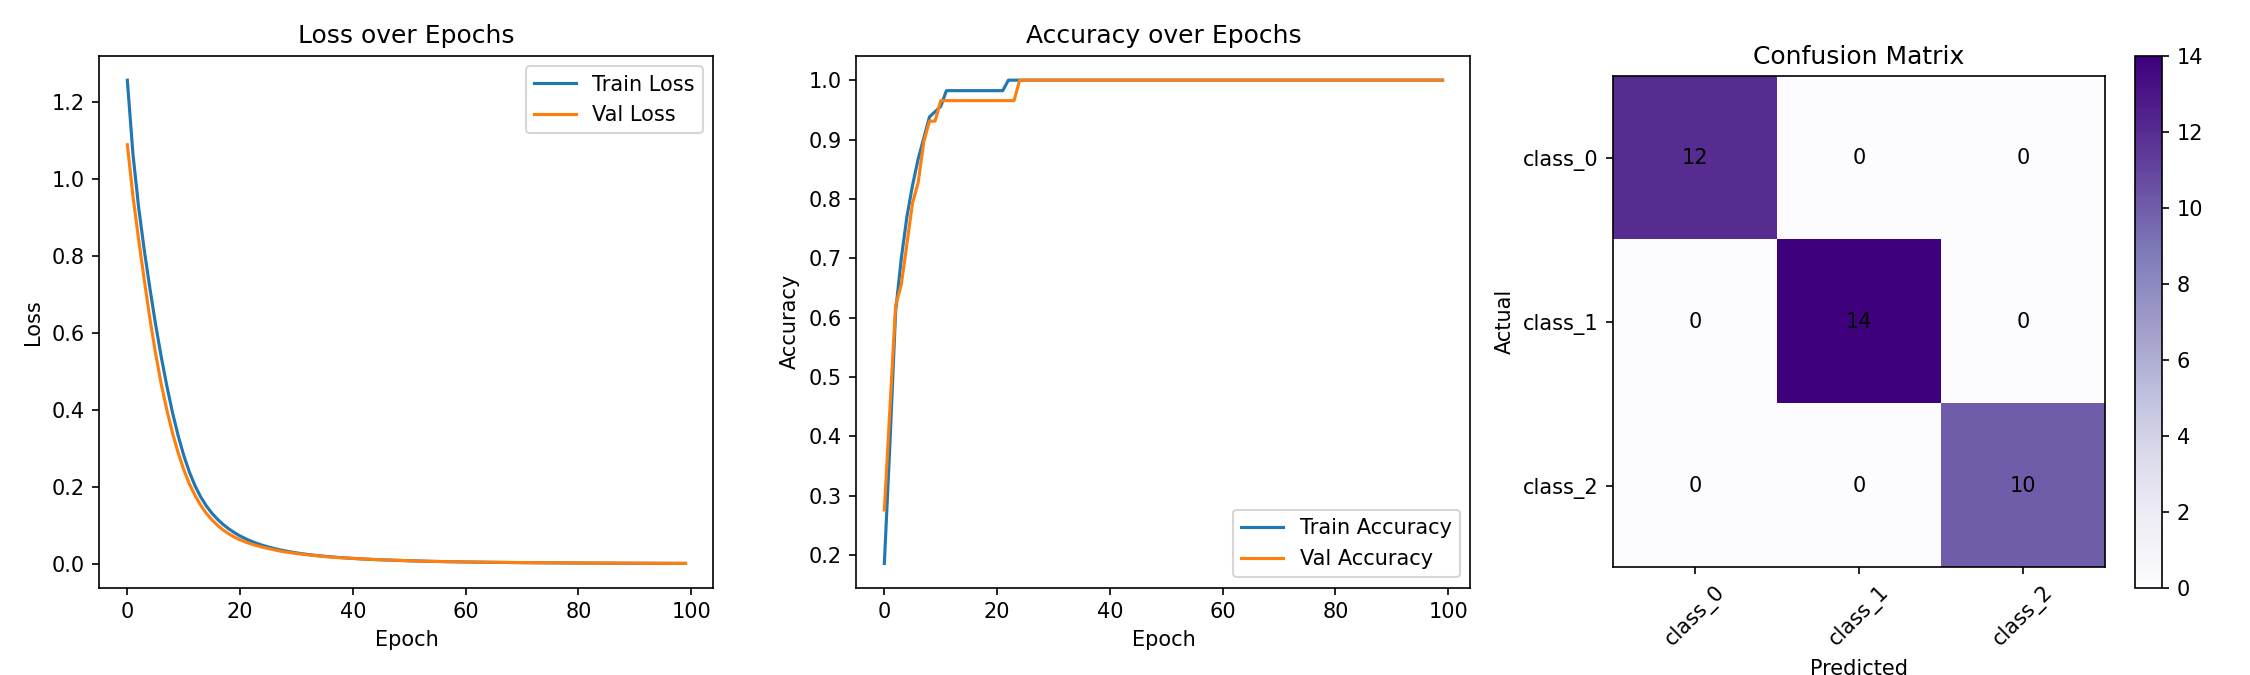 Loss over Epochs
Train Loss
Val Loss
1.2
1.0
0.8
0.6
0.4
0.2
0.0
Loss
0 20 40 60 80 100
Epoch
Accuracy over Epochs
1.0
0.9
0.8
0.7
0.6
0.5
0.4
0.3
0.2
Accuracy
Train Accuracy
Val Accuracy
0 20 40 60 80 100
Epoch
Confusion Matrix
Actual
class_0 12 0 0
class_1 0 14 0
class_2 0 0 10
class_0 class_1 class_2
Predicted
14
12
10
8
6
4
2
0